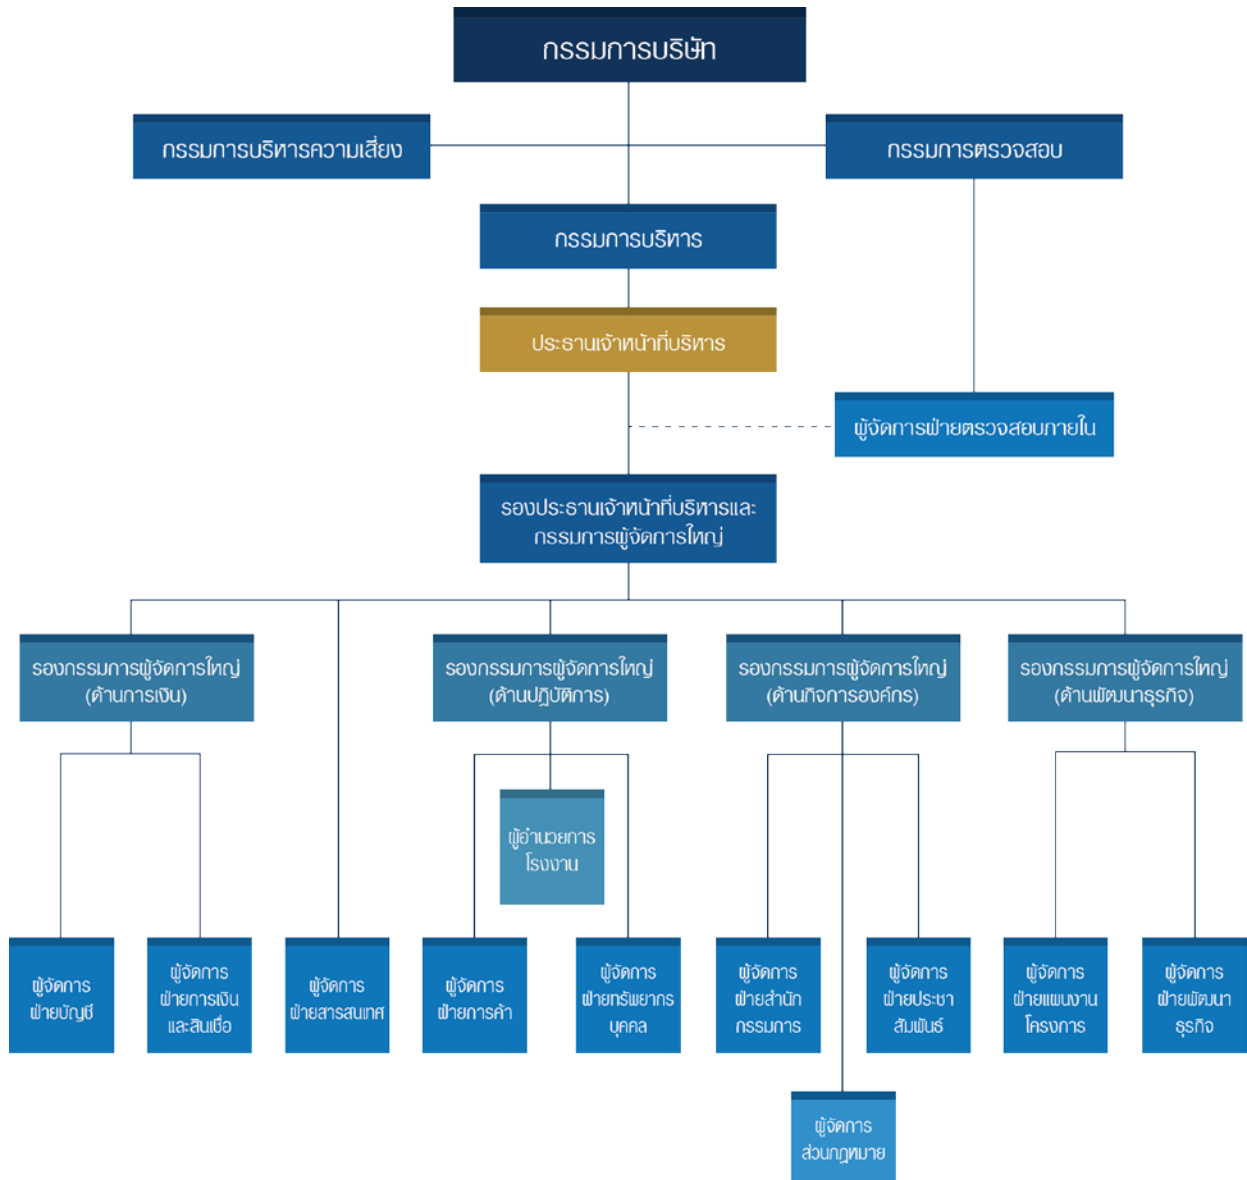 กรรมการบริษัท
กรรมการบริหารความเสี่ยง
กรรมการตรวจสอบ
กรรมการบริหาร
ประธานเจ้าหน้าที่บริหาร
ผู้จัดการฝ่ายตรวจสอบภายใน
รองประธานเจ้าหน้าที่บริหารและ
กรรมการผู้จัดการใหญ่
รองกรรมการผู้จัดการใหญ่
(ด้านการเงิน)
รองกรรมการผู้จัดการใหญ่
(ด้านปฏิบัติการ)
รองกรรมการผู้จัดการใหญ่
(ด้านกิจการองค์กร)
รองกรรมการผู้จัดการใหญ่
(ด้านพัฒนาธุรกิจ)
ผู้อำนวยการ
โรงงาน
ผู้จัดการ
ฝ่ายบัญชี
ผู้จัดการ
ฝ่ายการเงิน
และสินเชื่อ
ผู้จัดการ
ฝ่ายสารสนเทศ
ผู้จัดการ
ฝ่ายการค้า
ผู้จัดการ
ฝ่ายทรัพยากร
บุคคล
ผู้จัดการ
ฝ่ายสำนัก
กรรมการ
ผู้จัดการ
ฝ่ายประชา
สัมพันธ์
ผู้จัดการ
ฝ่ายแผนงาน
โครงการ
ผู้จัดการ
ฝ่ายพัฒนา
ธุรกิจ
ผู้จัดการ
ส่วนกฎหมาย